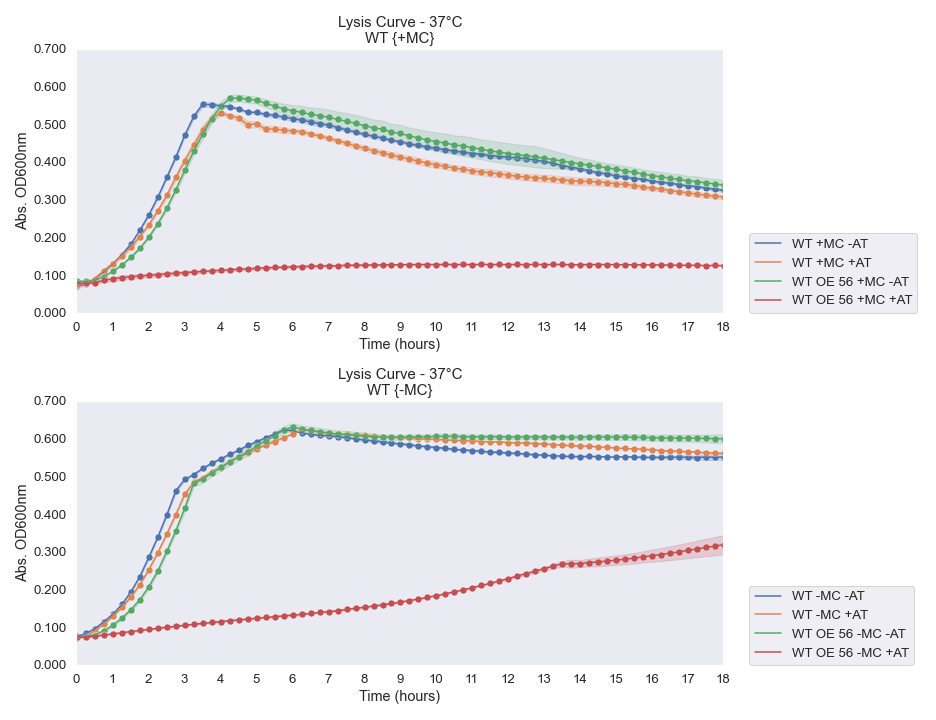 Lysis Curve - 37°C
WT {+MC}
0.700
0.600
0.500
0.400
0.300
0.200
0.100
0.000
Abs. OD600nm
0 1 2 3 4 5 6 7 8 9 10 11 12 13 14 15 16 17 18
Time (hours)
WT +MC -AT
WT +MC +AT
WT OE 56 +MC -AT
WT OE 56 +MC +AT
Lysis Curve - 37°C
WT {-MC}
0.700
0.600
0.500
0.400
0.300
0.200
0.100
0.000
Abs. OD600nm
0 1 2 3 4 5 6 7 8 9 10 11 12 13 14 15 16 17 18
Time (hours)
WT -MC -AT
WT -MC +AT
WT OE 56 -MC -AT
WT OE 56 -MC +AT